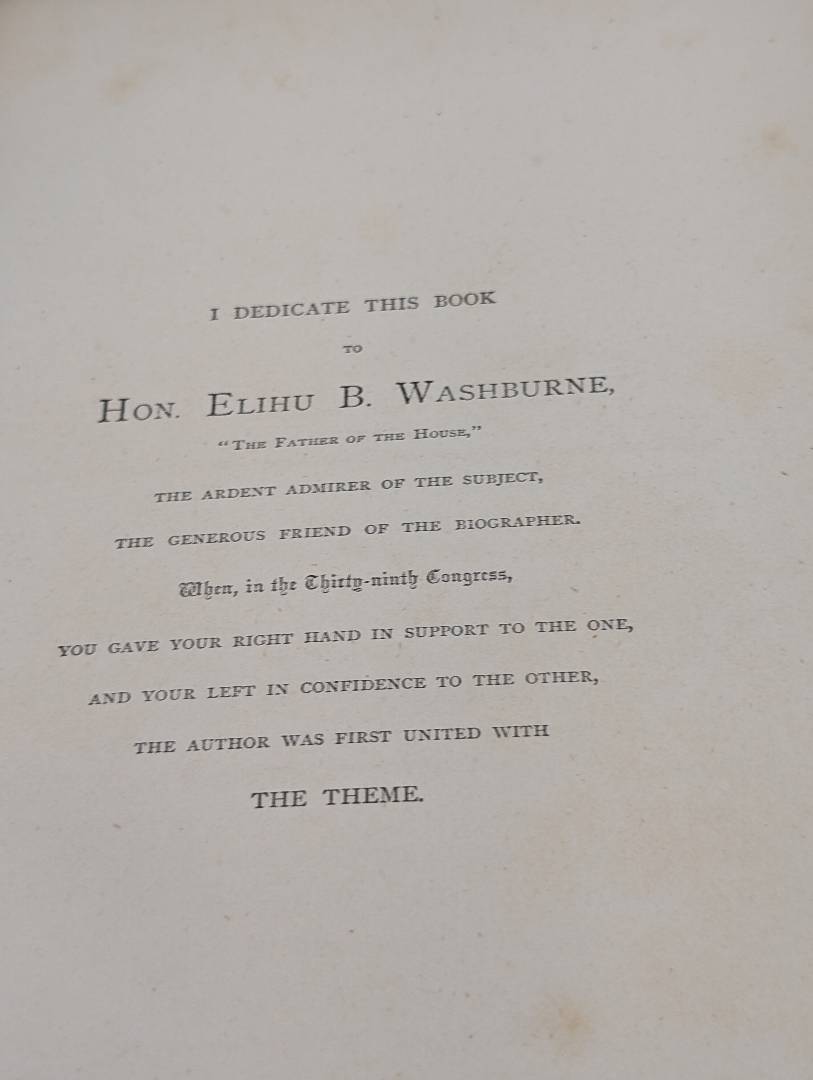 I DEDICATE THIS BOOK
TO
HON. ELIHU B. WASHBURNE,
“THE FATHER OF THE HOUSE,”
THE ARDENT ADMIRER OF THE SUBJECT,
THE GENEROUS FRIEND OF THE BIOGRAPHER.
When, in the Thirty-ninth Congress,
YOU GAVE YOUR RIGHT HAND IN SUPPORT TO THE ONE,
AND YOUR LEFT IN CONFIDENCE TO THE OTHER,
THE AUTHOR WAS FIRST UNITED WITH
THE THEME.